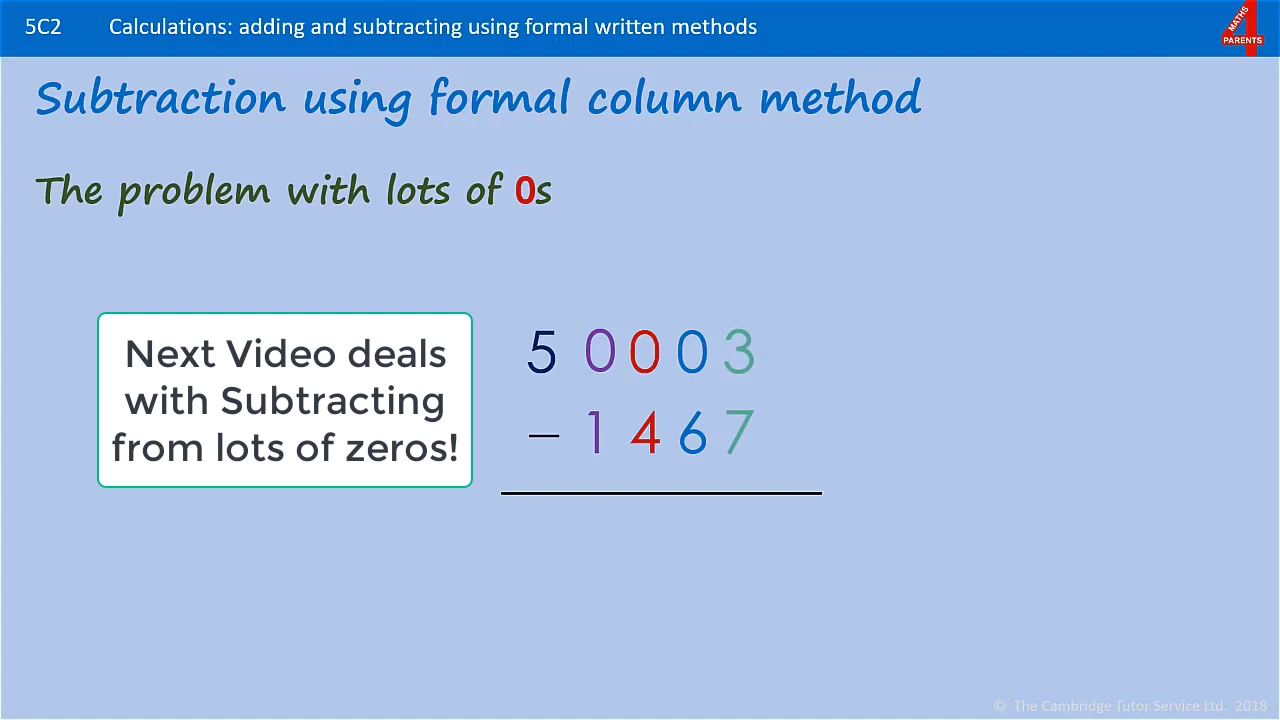 5C2 Calculations: adding and subtracting using formal written methods
MATHS
4
PARENTS
Subtraction using formal column method
The problem with lots of 0s
Next Video deals
with Subtracting
from lots of zeros!
5 0 0 0 3
– 1 4 6 7
© The Cambridge Tutor Service Ltd. 2018